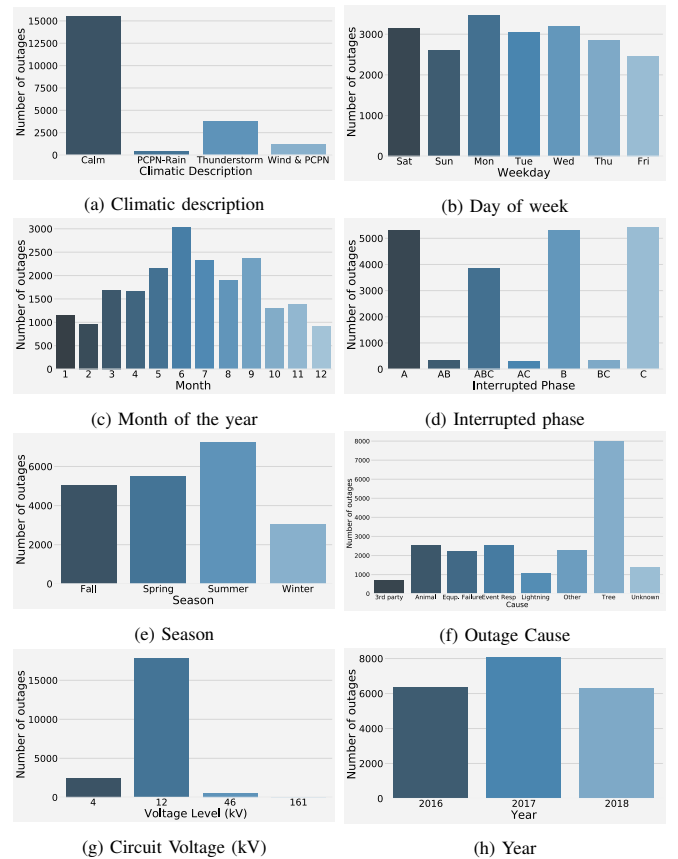 15000
12500
10000
7500
5000
2500
0
Number of outages
Calm PCPN-Rain Thunderstorm Wind & PCPN
Climatic Description
(a) Climatic description
3000
2000
1000
0
Number of outages
Sat Sun Mon Tue Wed Thu Fri
Weekday
(b) Day of week
3000
2500
2000
1500
1000
500
0
Number of outages
1 2 3 4 5 6 7 8 9 10 11 12
Month
(c) Month of the year
5000
4000
3000
2000
1000
0
Number of outages
A AB ABC AC B BC C
Interrupted Phase
(d) Interrupted phase
6000
4000
2000
0
Number of outages
Fall Spring Summer Winter
Season
(e) Season
8000
7000
6000
5000
4000
3000
2000
1000
0
Number of outages
3rd party Animal Equp. Failure Event Resp Lightning Other Tree Unknown
Cause
(f) Outage Cause
15000
10000
5000
0
Number of outages
4 12 46 161
Voltage Level (kV)
(g) Circuit Voltage (kV)
8000
6000
4000
2000
0
Number of outages
2016 2017 2018
Year
(h) Year